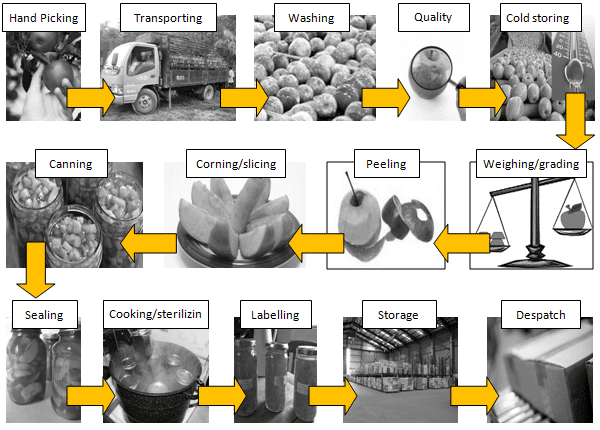 Hand Picking
Transporting
Washing
Quality
Cold storing
Weighing/grading
Peeling
Corning/slicing
Canning
Sealing
Cooking/sterilizin
Labelling
Storage
Despatch